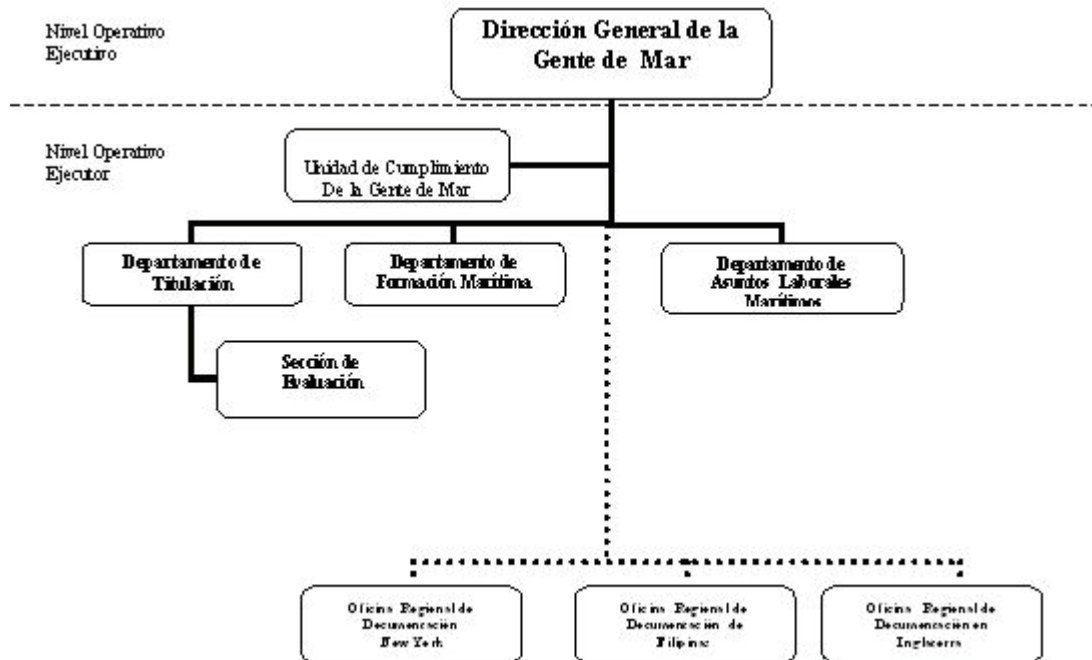 Nivel Operativo
Ejecutivo
Dirección General de la
Gente de Mar
Nivel Operativo
Ejecutor
Unidad de Cumplimiento
De la Gente de Mar
Departamento de
Titulación
Departamento de
Formación Marítima
Departamento de
Asuntos Laborales
Marítimos
Sección de
Evaluación
Oficina Regional de
Documentación
New York
Oficina Regional de
Documentación de
Filipinas
Oficina Regional de
Documentación en
Inglaterra